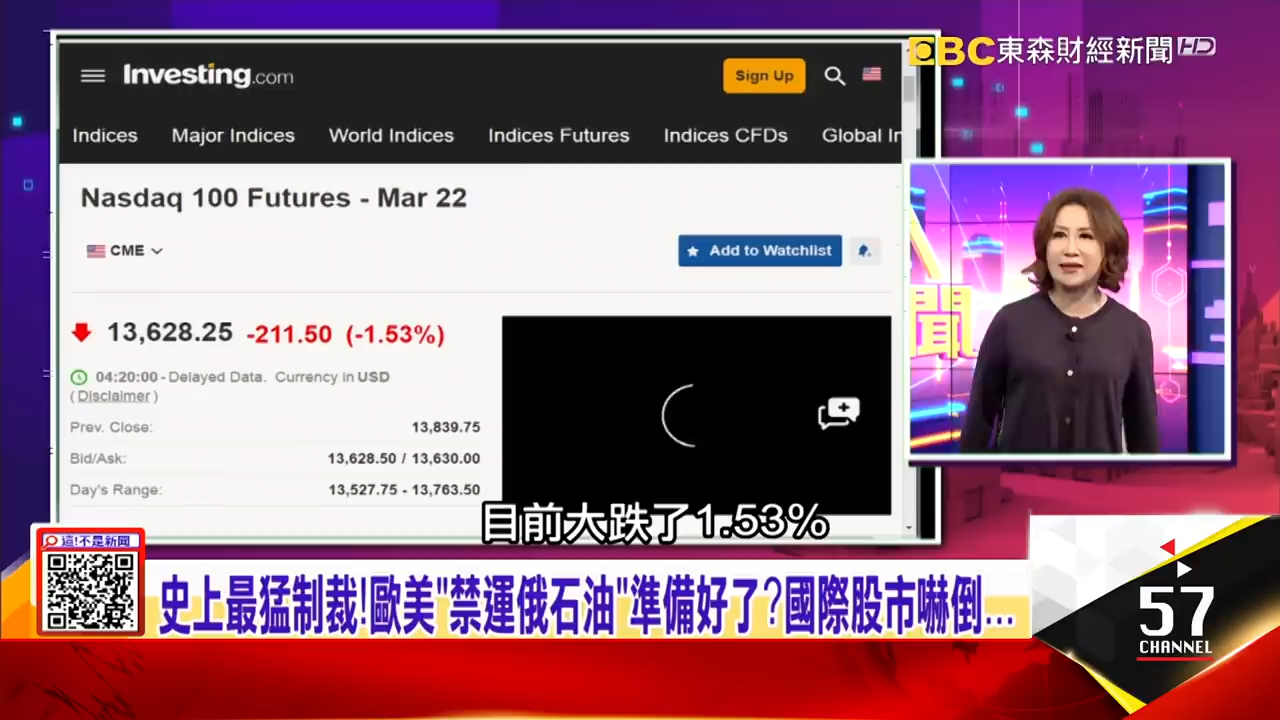 EBC東森財經新聞HD
Investing.com
Sign Up
Indices Major Indices World Indices Indices Futures Indices CFDs Global In
Nasdaq 100 Futures - Mar 22
CME
Add to Watchlist
13,628.25 -211.50 (-1.53%)
04:20:00 - Delayed Data. Currency in USD
( Disclaimer )
Prev. Close: 13,839.75
Bid/Ask: 13,628.50 / 13,630.00
Day's Range: 13,527.75 - 13,763.50
聞
目前大跌了1.53%
這!不是新聞
史上最猛制裁!歐美"禁運俄石油"準備好了?國際股市嚇倒...
57
CHANNEL